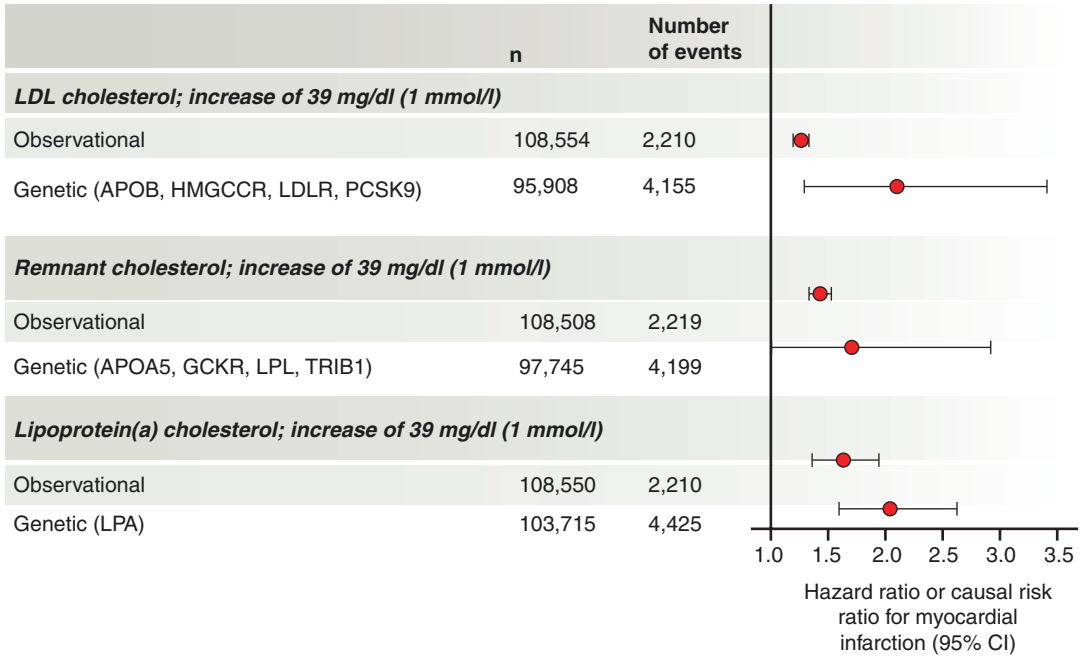 n Number of events
LDL cholesterol; increase of 39 mg/dl (1 mmol/l)
Observational 108,554 2,210
Genetic (APOB, HMGCCR, LDLR, PCSK9) 95,908 4,155
Remnant cholesterol; increase of 39 mg/dl (1 mmol/l)
Observational 108,508 2,219
Genetic (APOA5, GCKR, LPL, TRIB1) 97,745 4,199
Lipoprotein(a) cholesterol; increase of 39 mg/dl (1 mmol/l)
Observational 108,550 2,210
Genetic (LPA) 103,715 4,425
1.0 1.5 2.0 2.5 3.0 3.5
Hazard ratio or causal risk
ratio for myocardial
infarction (95% CI)